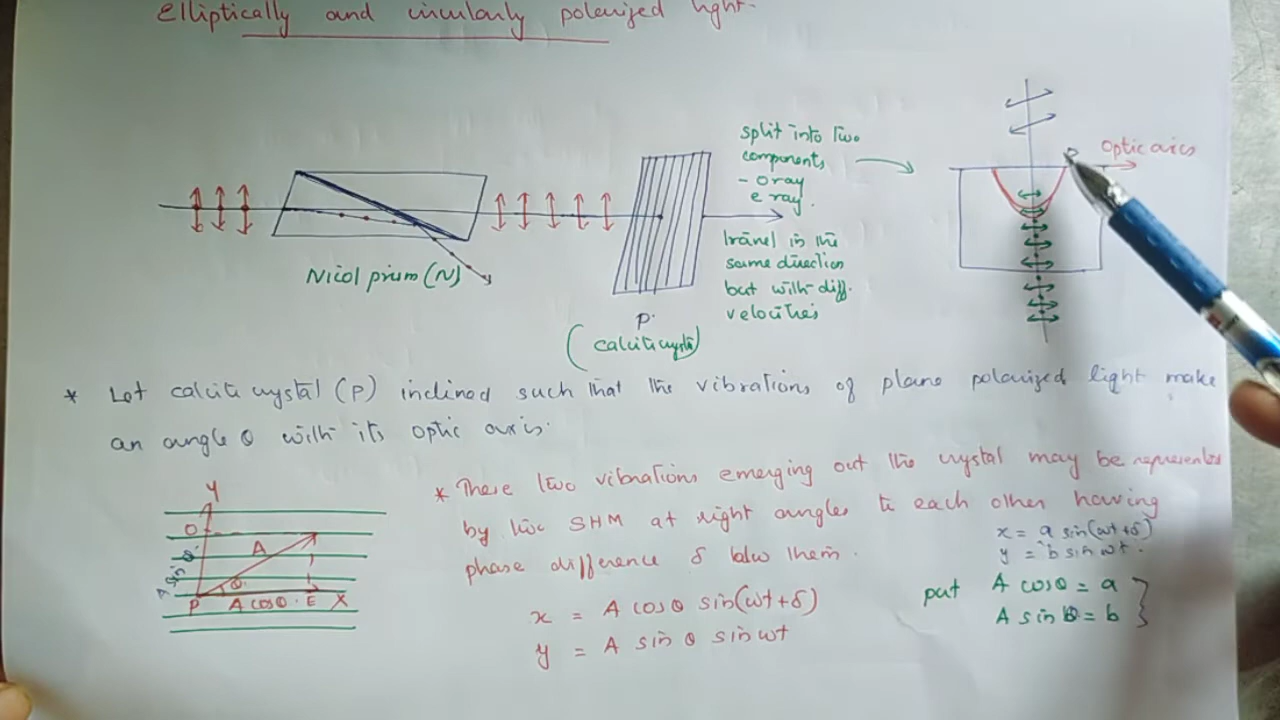 elliptically and circularly polarized light.
split into two
components
- O ray
e ray.
Optic axis
Nicol prism (N)
travel in the
same direction
but with diff.
velocities
P.
(calcite crystal)
* Let calcite crystal (P) inclined such that the vibrations of plane polarized light make
an angle θ with its optic axis.
* These two vibrations emerging out the crystal may be represented
by two SHM at right angles to each other having
phase difference δ b/w them.
x = a sin(ωt+δ)
y = b sin ωt.
x = A cosθ sin(ωt+δ)
y = A sin θ sin ωt
put A cosθ = a
A sinθ = b
Y
O
A
A sin θ
θ
P A cosθ . E X